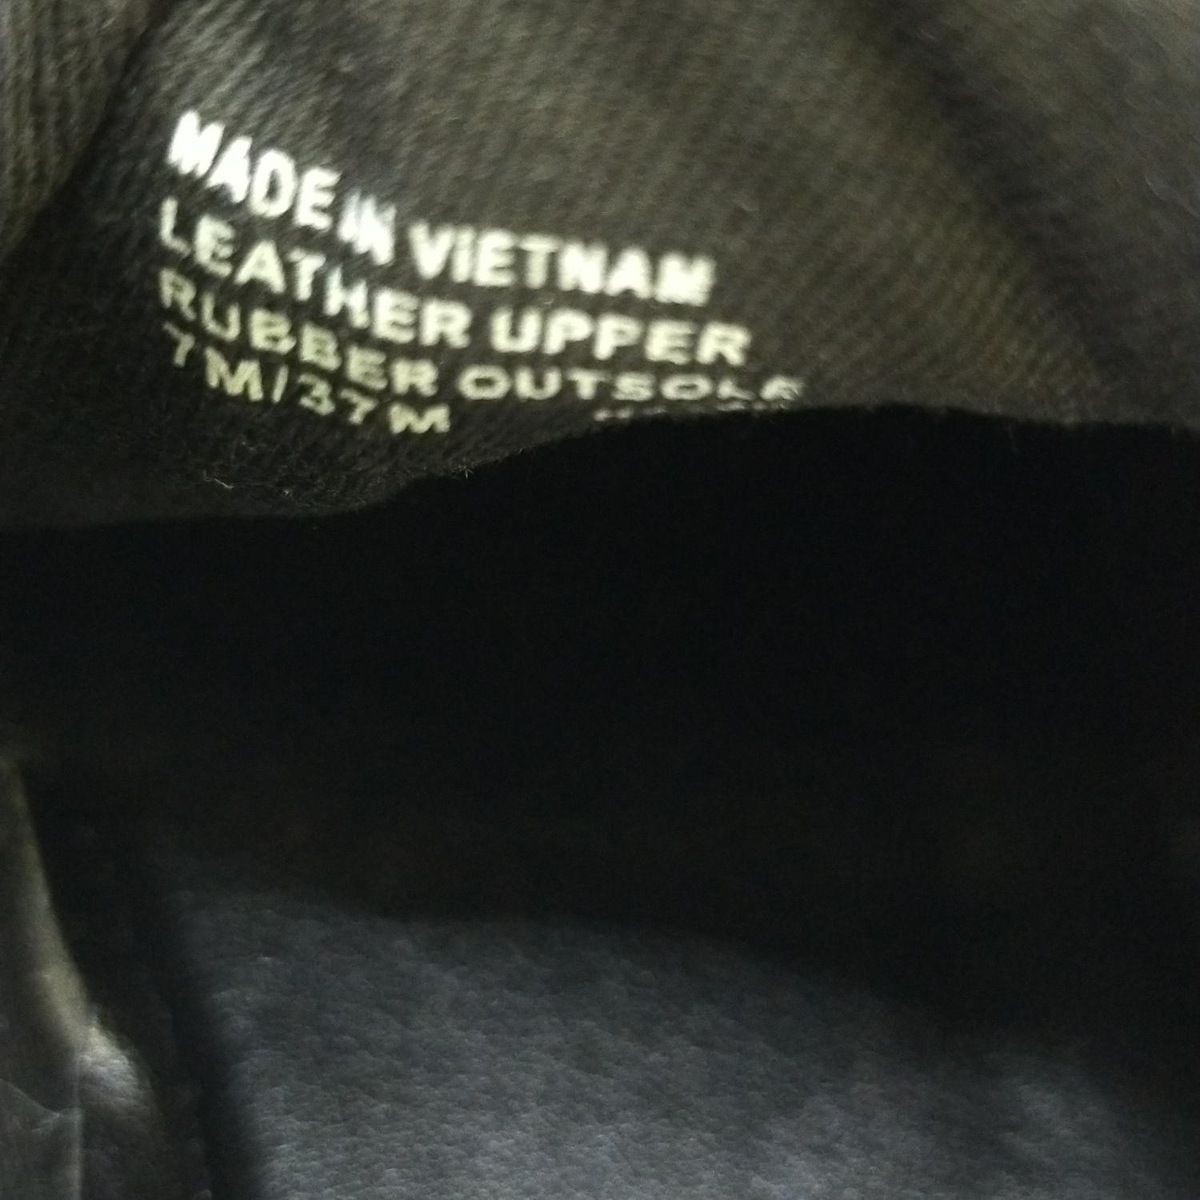 MADE IN VIETNAM
LEATHER UPPER
RUBBER OUTSOLE
7M/37M